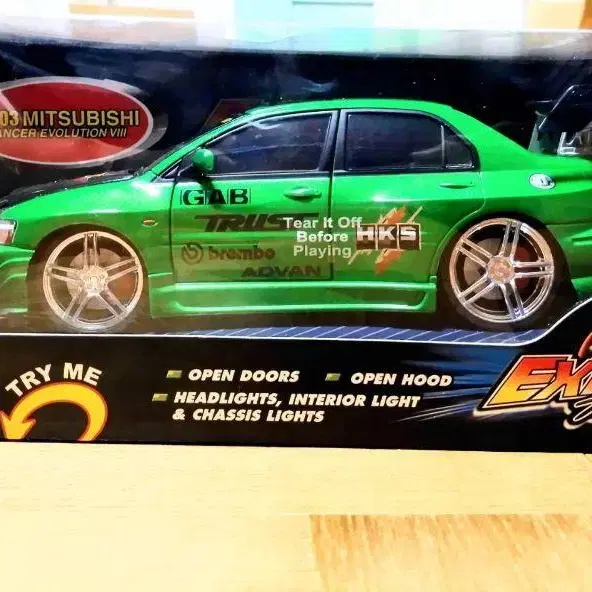 03 MITSUBISHI
ANCER EVOLUTION VIII
GAB
TRUS
Tear It Off
Before
Playing
HKS
brembo
ADVAN
TRY ME
OPEN DOORS
OPEN HOOD
HEADLIGHTS, INTERIOR LIGHT
& CHASSIS LIGHTS